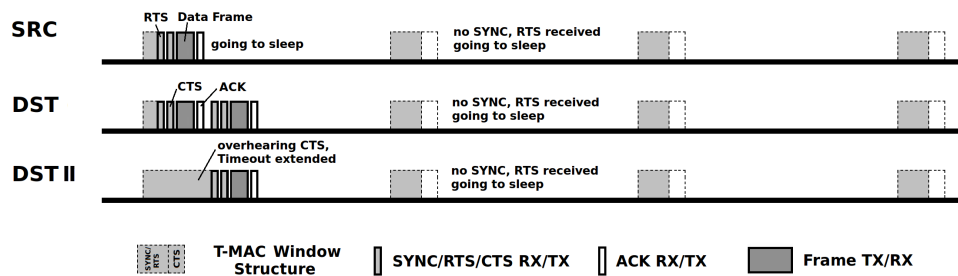 RTS Data Frame
SRC
going to sleep
no SYNC, RTS received
going to sleep
CTS ACK
DST
no SYNC, RTS received
going to sleep
overhearing CTS,
Timeout extended
DST II
no SYNC, RTS received
going to sleep
SYNC/
RTS
CTS
T-MAC Window
Structure
SYNC/RTS/CTS RX/TX
ACK RX/TX
Frame TX/RX